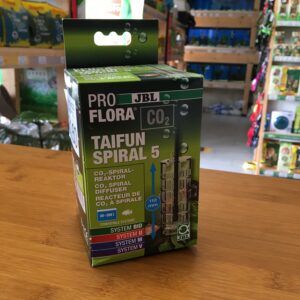 PRO
FLORA
JBL
CO2
TAIFUN
SPIRAL 5
CO2-SPIRAL-
REAKTOR
CO2 SPIRAL
DIFFUSER
RÉACTEUR DE
CO2 À SPIRALE
SYSTEM BIO
SYSTEM U
SYSTEM M
SYSTEM V